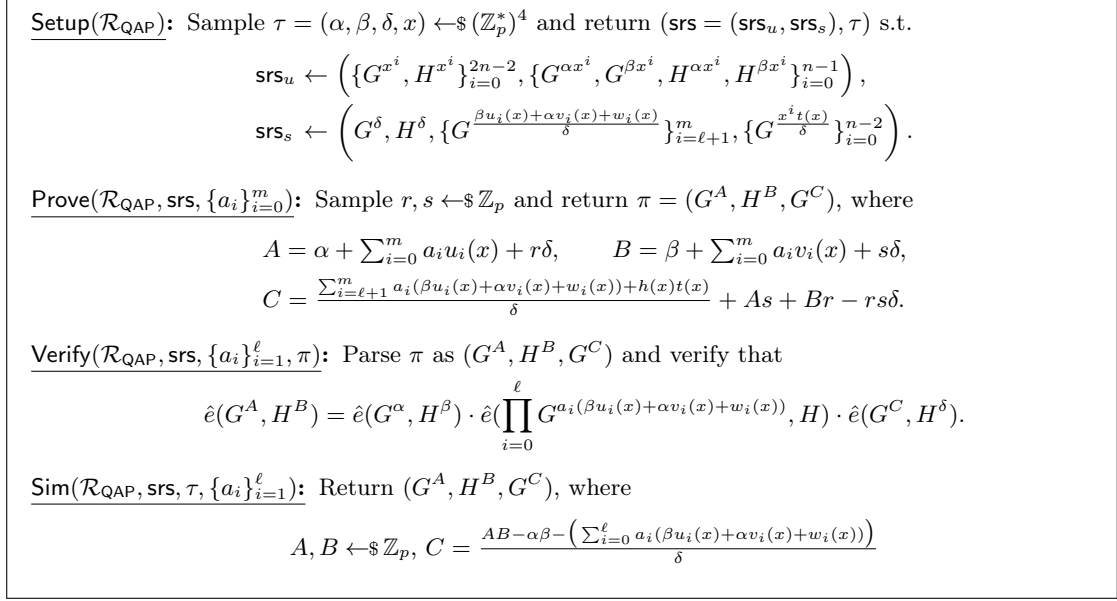 Setup(R_QAP): Sample τ = (α, β, δ, x) ←$ (ℤ_p^*)^4 and return (srs = (srs_u, srs_s), τ) s.t.
srs_u ← ({G^{x^i}, H^{x^i}}_{i=0}^{2n−2}, {G^{αx^i}, G^{βx^i}, H^{αx^i}, H^{βx^i}}_{i=0}^{n−1}),
srs_s ← (G^δ, H^δ, {G^{\frac{βu_i(x)+αv_i(x)+w_i(x)}{δ}}}_{i=ℓ+1}^{m}, {G^{\frac{x^i t(x)}{δ}}}_{i=0}^{n−2}).
Prove(R_QAP, srs, {a_i}_{i=0}^{m}): Sample r, s ←$ ℤ_p and return π = (G^A, H^B, G^C), where
A = α + ∑_{i=0}^{m} a_i u_i(x) + rδ, B = β + ∑_{i=0}^{m} a_i v_i(x) + sδ,
C = \frac{∑_{i=ℓ+1}^{m} a_i(βu_i(x)+αv_i(x)+w_i(x))+h(x)t(x)}{δ} + As + Br − rsδ.
Verify(R_QAP, srs, {a_i}_{i=1}^{ℓ}, π): Parse π as (G^A, H^B, G^C) and verify that
ê(G^A, H^B) = ê(G^α, H^β) · ê(∏_{i=0}^{ℓ} G^{a_i(βu_i(x)+αv_i(x)+w_i(x))}, H) · ê(G^C, H^δ).
Sim(R_QAP, srs, τ, {a_i}_{i=1}^{ℓ}): Return (G^A, H^B, G^C), where
A, B ←$ ℤ_p, C = \frac{AB−αβ−(∑_{i=0}^{ℓ} a_i(βu_i(x)+αv_i(x)+w_i(x)))}{δ}